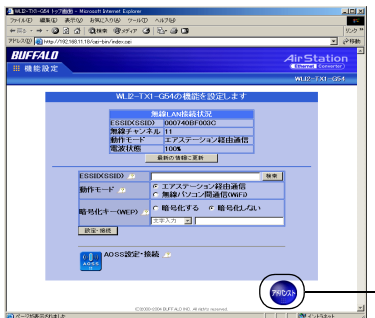 WLI2-TX1-G54 トップ画面 - Microsoft Internet Explorer
ファイル(F) 編集(E) 表示(V) お気に入り(A) ツール(T) ヘルプ(H)
戻る 検索 お気に入り メディア リンク
アドレス(D) http://192.168.11.18/cgi-bin/index.cgi 移動
BUFFALO
AirStation
Ethernet Converter
機能設定
WLI2-TX1-G54
WLI2-TX1-G54の機能を設定します
無線LAN接続状況
ESSID(SSID) 000740BF003C
無線チャンネル 11
動作モード エアステーション経由通信
電波状態 100%
最新の情報に更新
ESSID(SSID) 検索
動作モード エアステーション経由通信
無線パソコン間通信(WiFi)
暗号化キー(WEP) 暗号化する 暗号化しない
文字入力
設定・接続
AOSS
AOSS設定・接続
アドバンスト
(C)2000-2004 BUFFALO INC. All rights reserved.
ページが表示されました
イントラネット